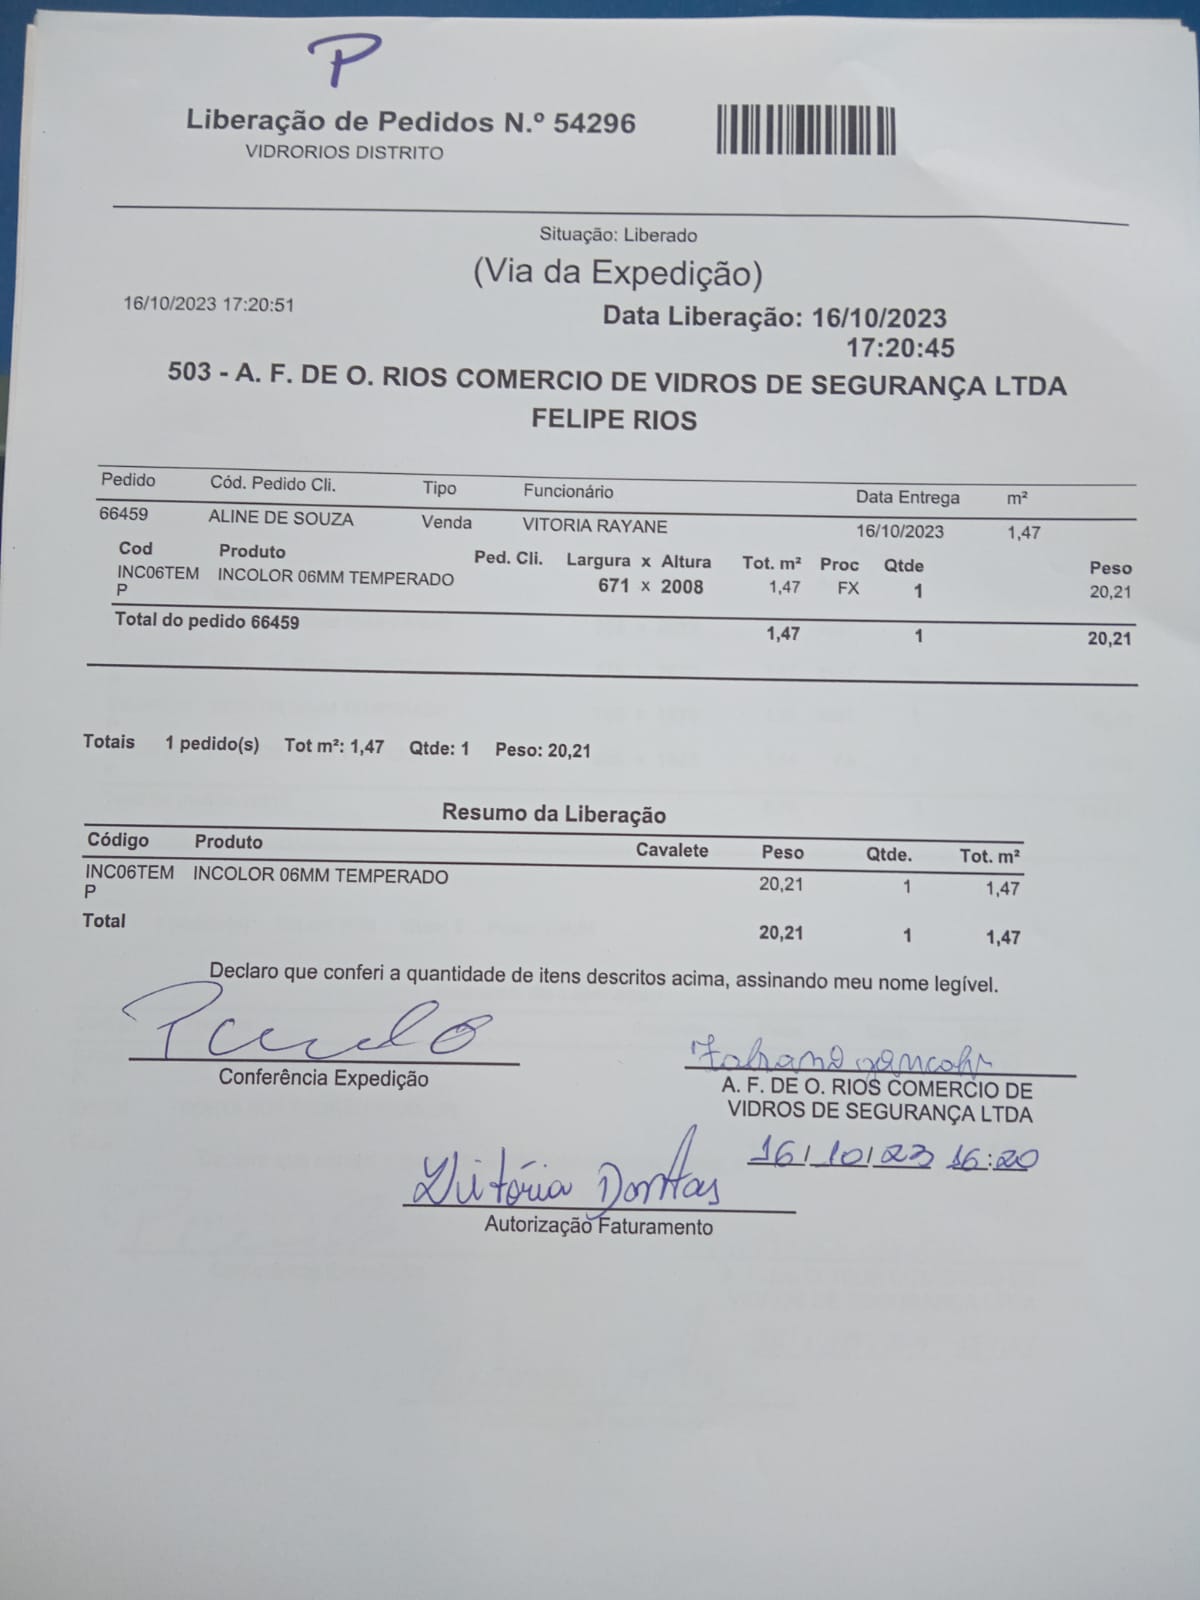 P
Liberação de Pedidos N.º 54296
VIDRORIOS DISTRITO
Situação: Liberado
(Via da Expedição)
16/10/2023 17:20:51
Data Liberação: 16/10/2023
17:20:45
503 - A. F. DE O. RIOS COMERCIO DE VIDROS DE SEGURANÇA LTDA
FELIPE RIOS
Pedido Cód. Pedido Cli. Tipo Funcionário Data Entrega m²
66459 ALINE DE SOUZA Venda VITORIA RAYANE 16/10/2023 1,47
Cod Produto Ped. Cli. Largura x Altura Tot. m² Proc Qtde Peso
INC06TEM INCOLOR 06MM TEMPERADO 671 x 2008 1,47 FX 1 20,21
P
Total do pedido 66459 1,47 1 20,21
Totais 1 pedido(s) Tot m²: 1,47 Qtde: 1 Peso: 20,21
Resumo da Liberação
Código Produto Cavalete Peso Qtde. Tot. m²
INC06TEM INCOLOR 06MM TEMPERADO 20,21 1 1,47
P
Total 20,21 1 1,47
Declaro que conferi a quantidade de itens descritos acima, assinando meu nome legível.
Conferência Expedição
A. F. DE O. RIOS COMERCIO DE
VIDROS DE SEGURANÇA LTDA
16/10/23 16:20
Vitória Dantas
Autorização Faturamento